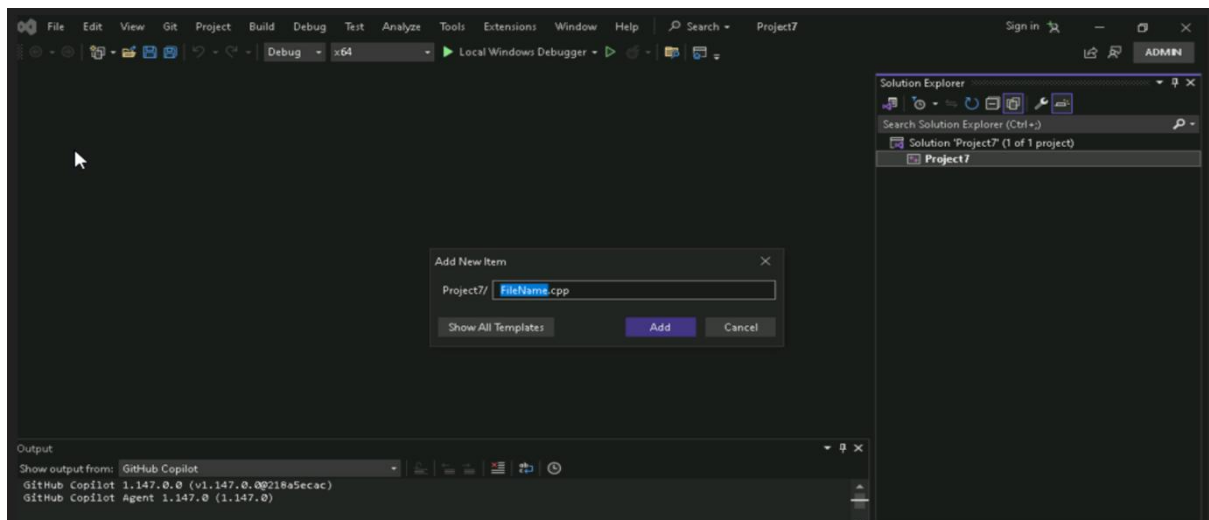 File Edit View Git Project Build Debug Test Analyze Tools Extensions Window Help Search Project7 Sign in
Debug x64 Local Windows Debugger ADMIN
Solution Explorer
Search Solution Explorer (Ctrl+;)
Solution 'Project7' (1 of 1 project)
Project7
Add New Item
Project7/ FileName.cpp
Show All Templates Add Cancel
Output
Show output from: GitHub Copilot
GitHub Copilot 1.147.0.0 (v1.147.0.0@218a5ecac)
GitHub Copilot Agent 1.147.0 (1.147.0)